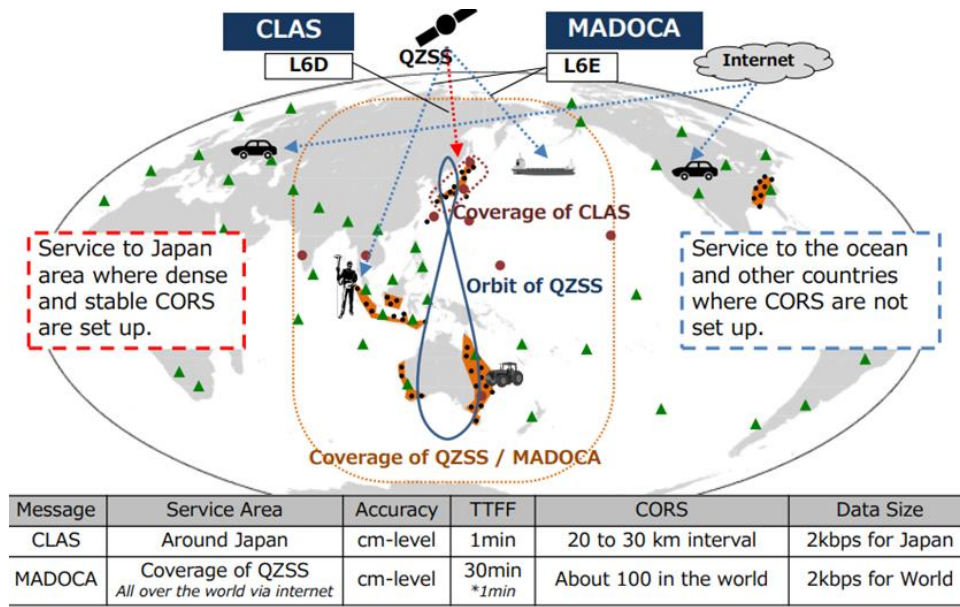 CLAS
MADOCA
QZSS
L6D
L6E
Internet
Coverage of CLAS
Service to Japan
area where dense
and stable CORS
are set up.
Orbit of QZSS
Service to the ocean
and other countries
where CORS are not
set up.
Coverage of QZSS / MADOCA
Message Service Area Accuracy TTFF CORS Data Size
CLAS Around Japan cm-level 1min 20 to 30 km interval 2kbps for Japan
MADOCA Coverage of QZSS All over the world via internet cm-level 30min *1min About 100 in the world 2kbps for World